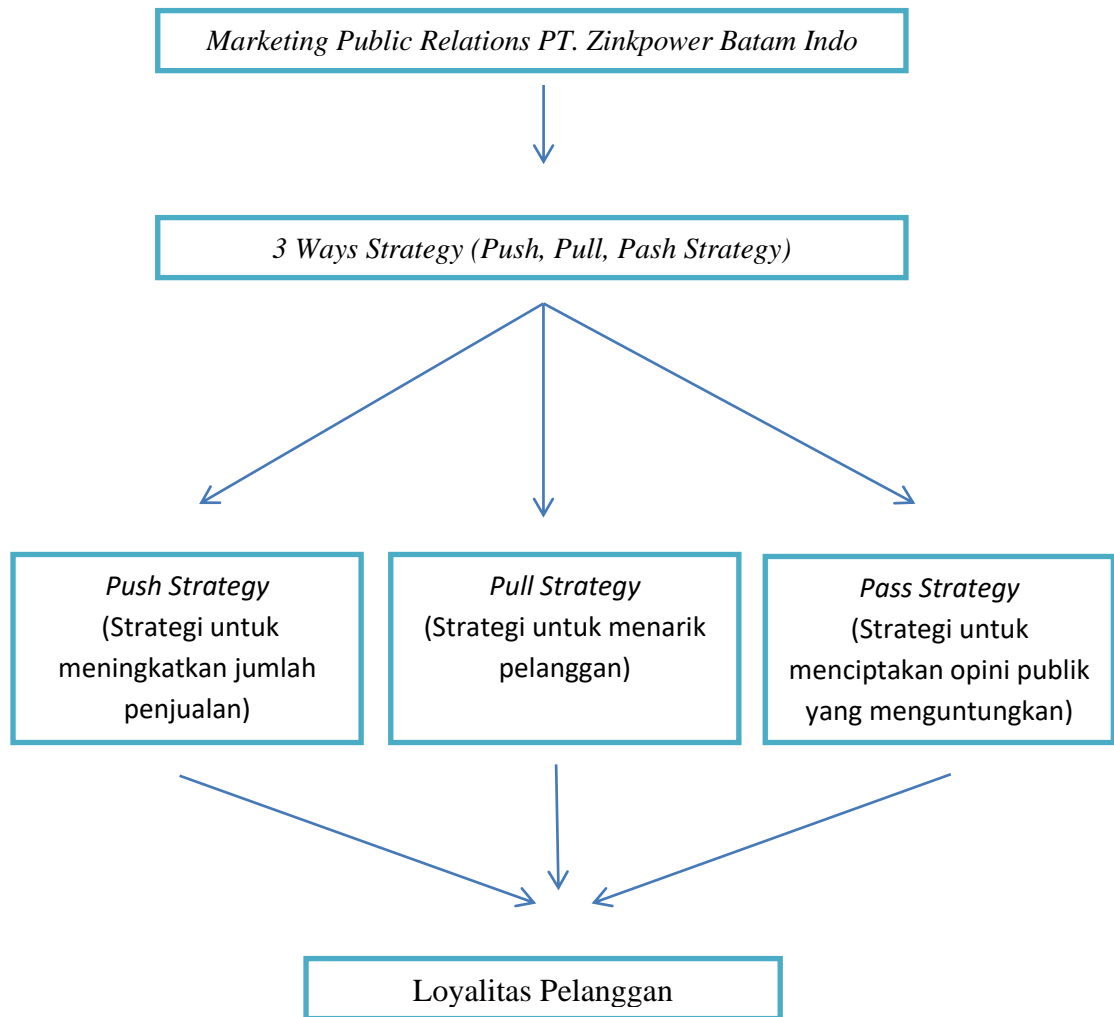 Marketing Public Relations PT. Zinkpower Batam Indo
3 Ways Strategy (Push, Pull, Pash Strategy)
Push Strategy
(Strategi untuk
meningkatkan jumlah
penjualan)
Pull Strategy
(Strategi untuk menarik
pelanggan)
Pass Strategy
(Strategi untuk
menciptakan opini publik
yang menguntungkan)
Loyalitas Pelanggan